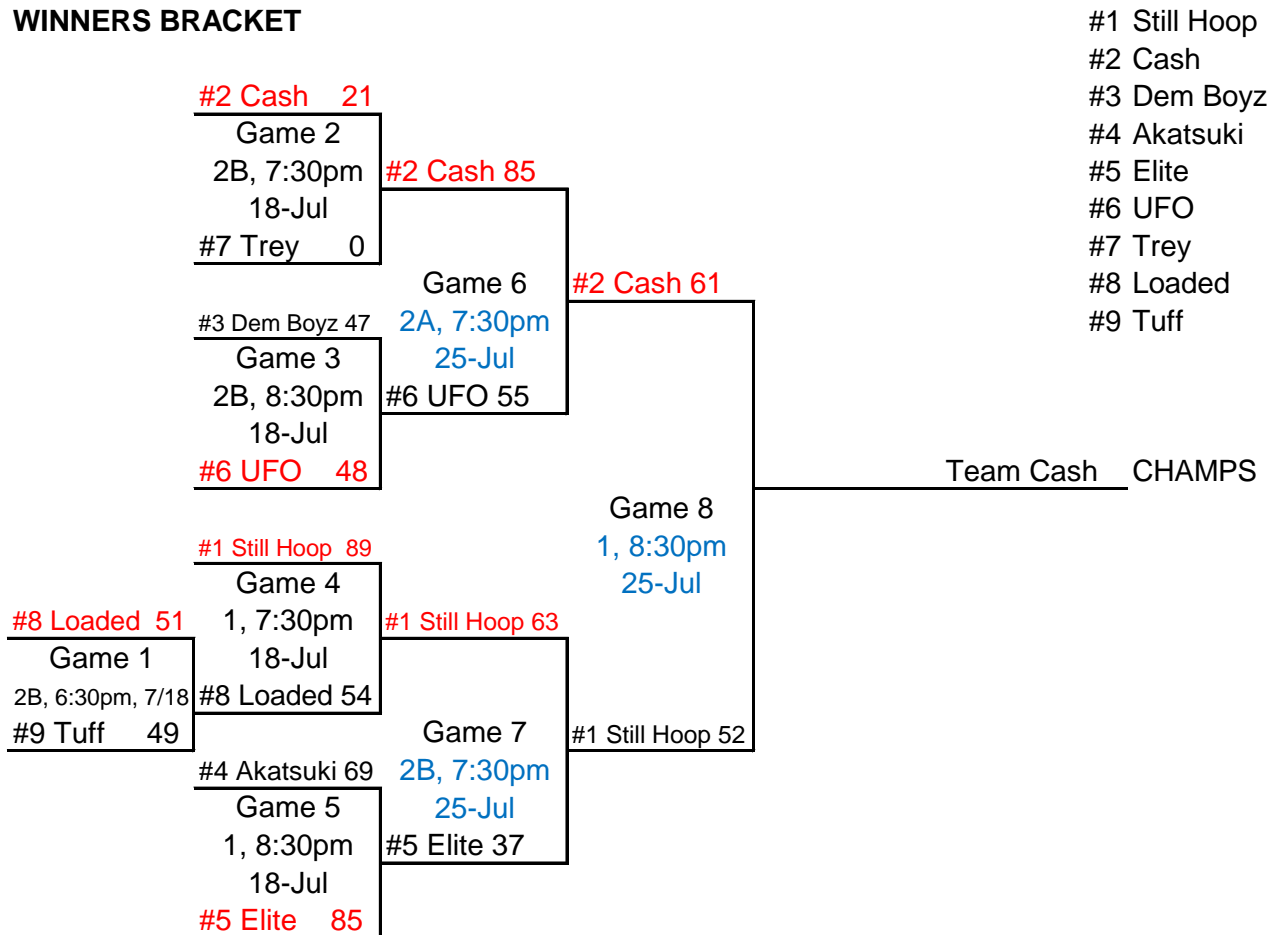 WINNERS BRACKET
#1 Still Hoop
#2 Cash
#3 Dem Boyz
#4 Akatsuki
#5 Elite
#6 UFO
#7 Trey
#8 Loaded
#9 Tuff
#2 Cash 21
Game 2
2B, 7:30pm
18-Jul
#7 Trey 0
#2 Cash 85
#3 Dem Boyz 47
Game 3
2B, 8:30pm
18-Jul
#6 UFO 48
Game 6
2A, 7:30pm
25-Jul
#6 UFO 55
#2 Cash 61
#1 Still Hoop 89
Game 4
1, 7:30pm
18-Jul
#8 Loaded 54
#8 Loaded 51
Game 1
2B, 6:30pm, 7/18
#9 Tuff 49
#1 Still Hoop 63
#4 Akatsuki 69
Game 5
1, 8:30pm
18-Jul
#5 Elite 85
Game 7
2B, 7:30pm
25-Jul
#5 Elite 37
#1 Still Hoop 52
Game 8
1, 8:30pm
25-Jul
Team Cash CHAMPS